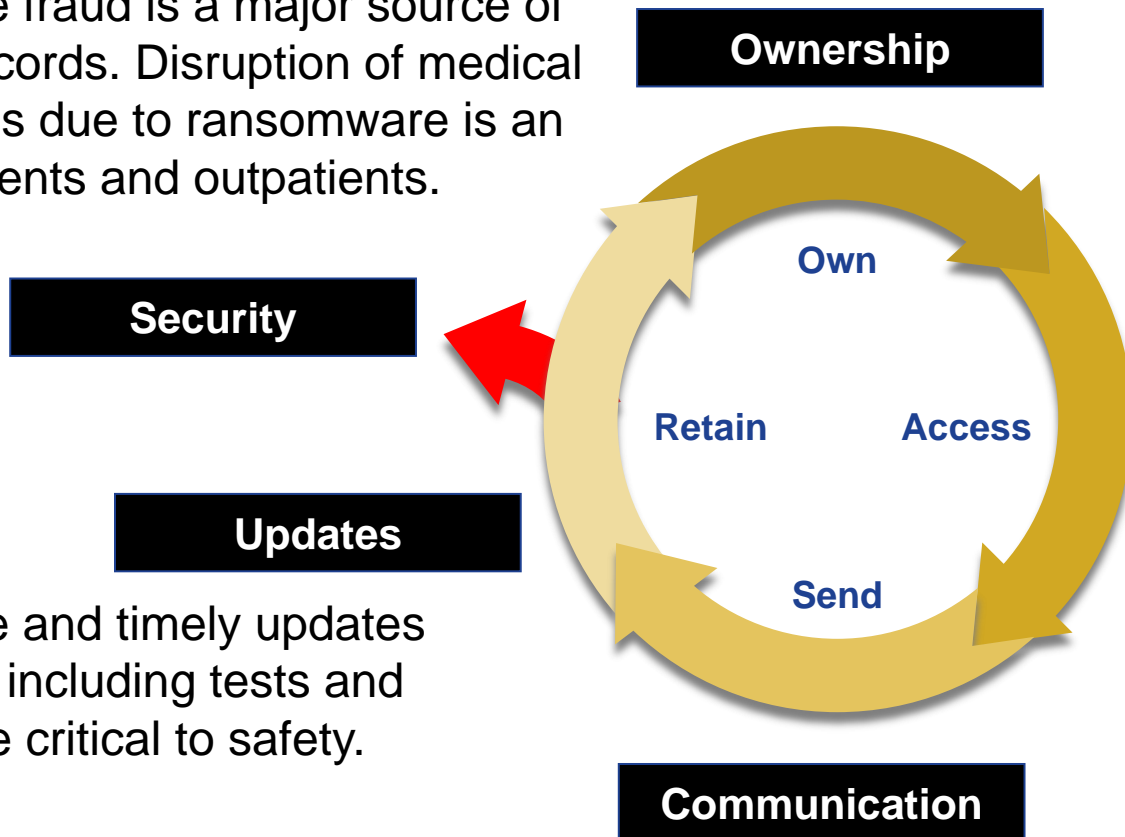 e fraud is a major source of
cords. Disruption of medical
s due to ransomware is an
ents and outpatients.
Ownership
Own
Security
Retain
Access
Updates
Send
e and timely updates
including tests and
e critical to safety.
Communication